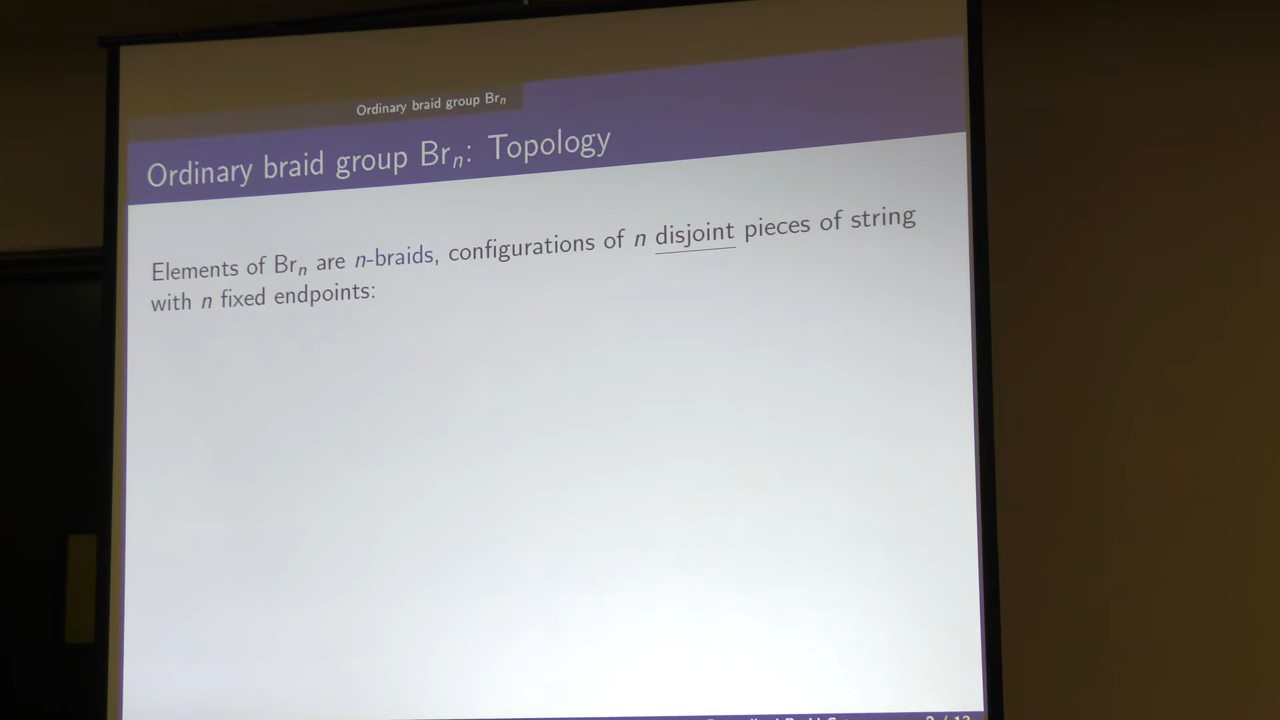 Ordinary braid group Brₙ
Ordinary braid group Brₙ: Topology
Elements of Brₙ are n-braids, configurations of n disjoint pieces of string
with n fixed endpoints: